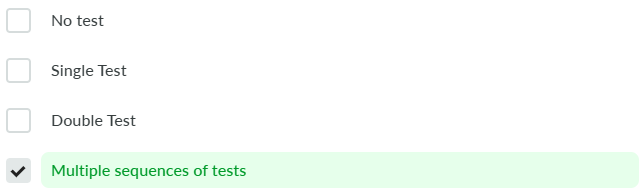 No test
Single Test
Double Test
Multiple sequences of tests